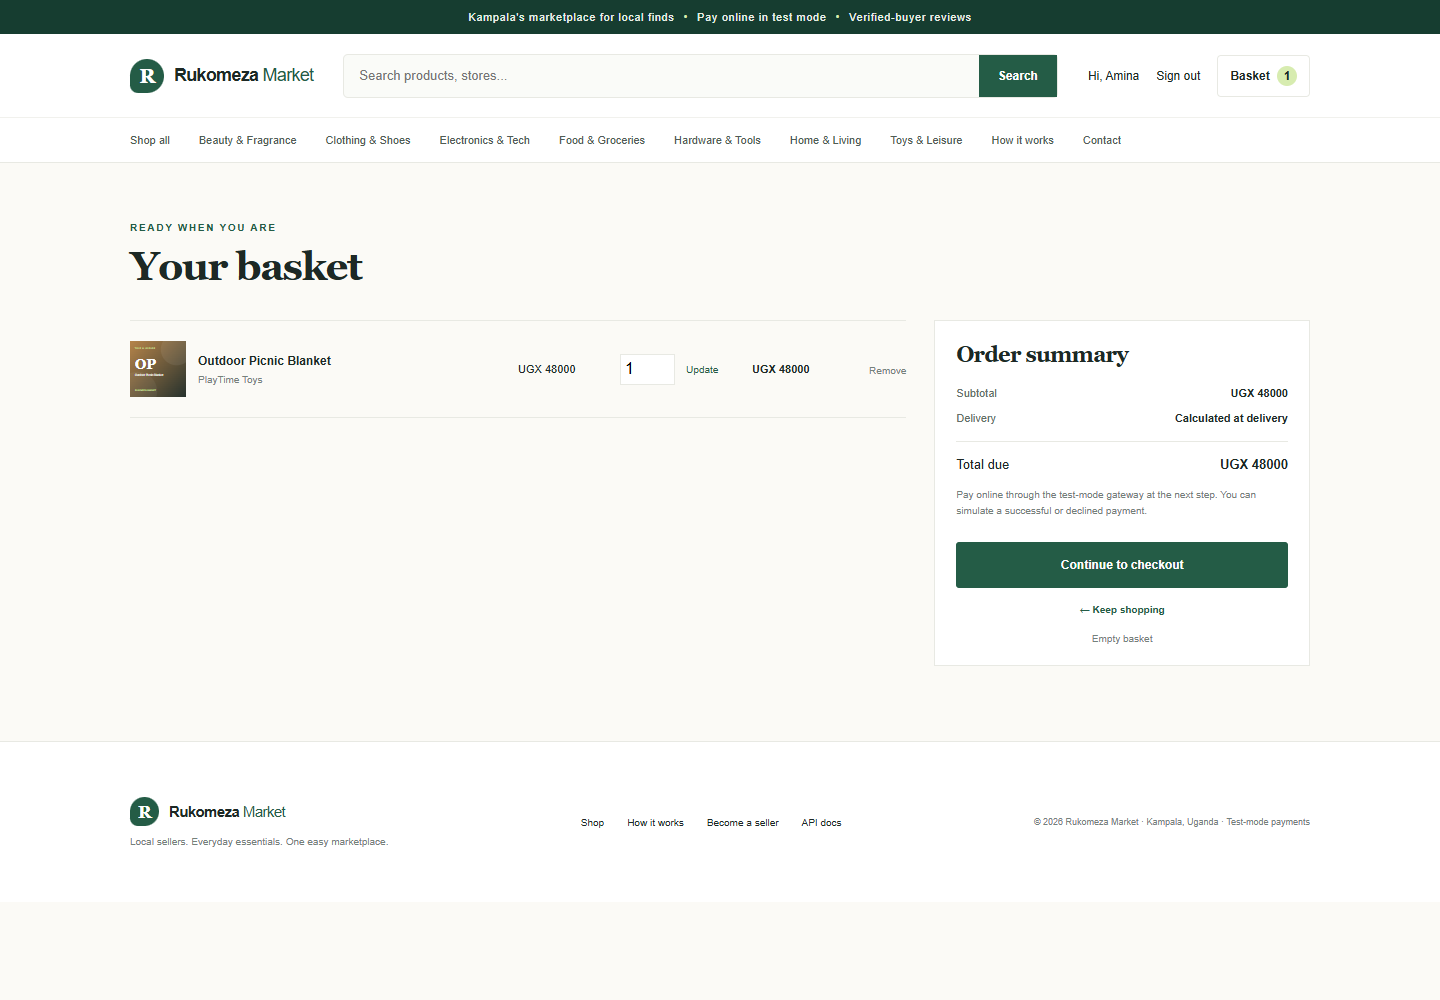 Kampala's marketplace for local finds • Pay online in test mode • Verified-buyer reviews
R Rukomeza Market
Search products, stores...
Search
Hi, Amina
Sign out
Basket 1
Shop all
Beauty & Fragrance
Clothing & Shoes
Electronics & Tech
Food & Groceries
Hardware & Tools
Home & Living
Toys & Leisure
How it works
Contact
READY WHEN YOU ARE
Your basket
OP
Outdoor Picnic Blanket
PlayTime Toys
UGX 48000
1
Update
UGX 48000
Remove
Order summary
Subtotal UGX 48000
Delivery Calculated at delivery
Total due UGX 48000
Pay online through the test-mode gateway at the next step. You can
simulate a successful or declined payment.
Continue to checkout
← Keep shopping
Empty basket
R Rukomeza Market
Local sellers. Everyday essentials. One easy marketplace.
Shop
How it works
Become a seller
API docs
© 2026 Rukomeza Market · Kampala, Uganda · Test-mode payments